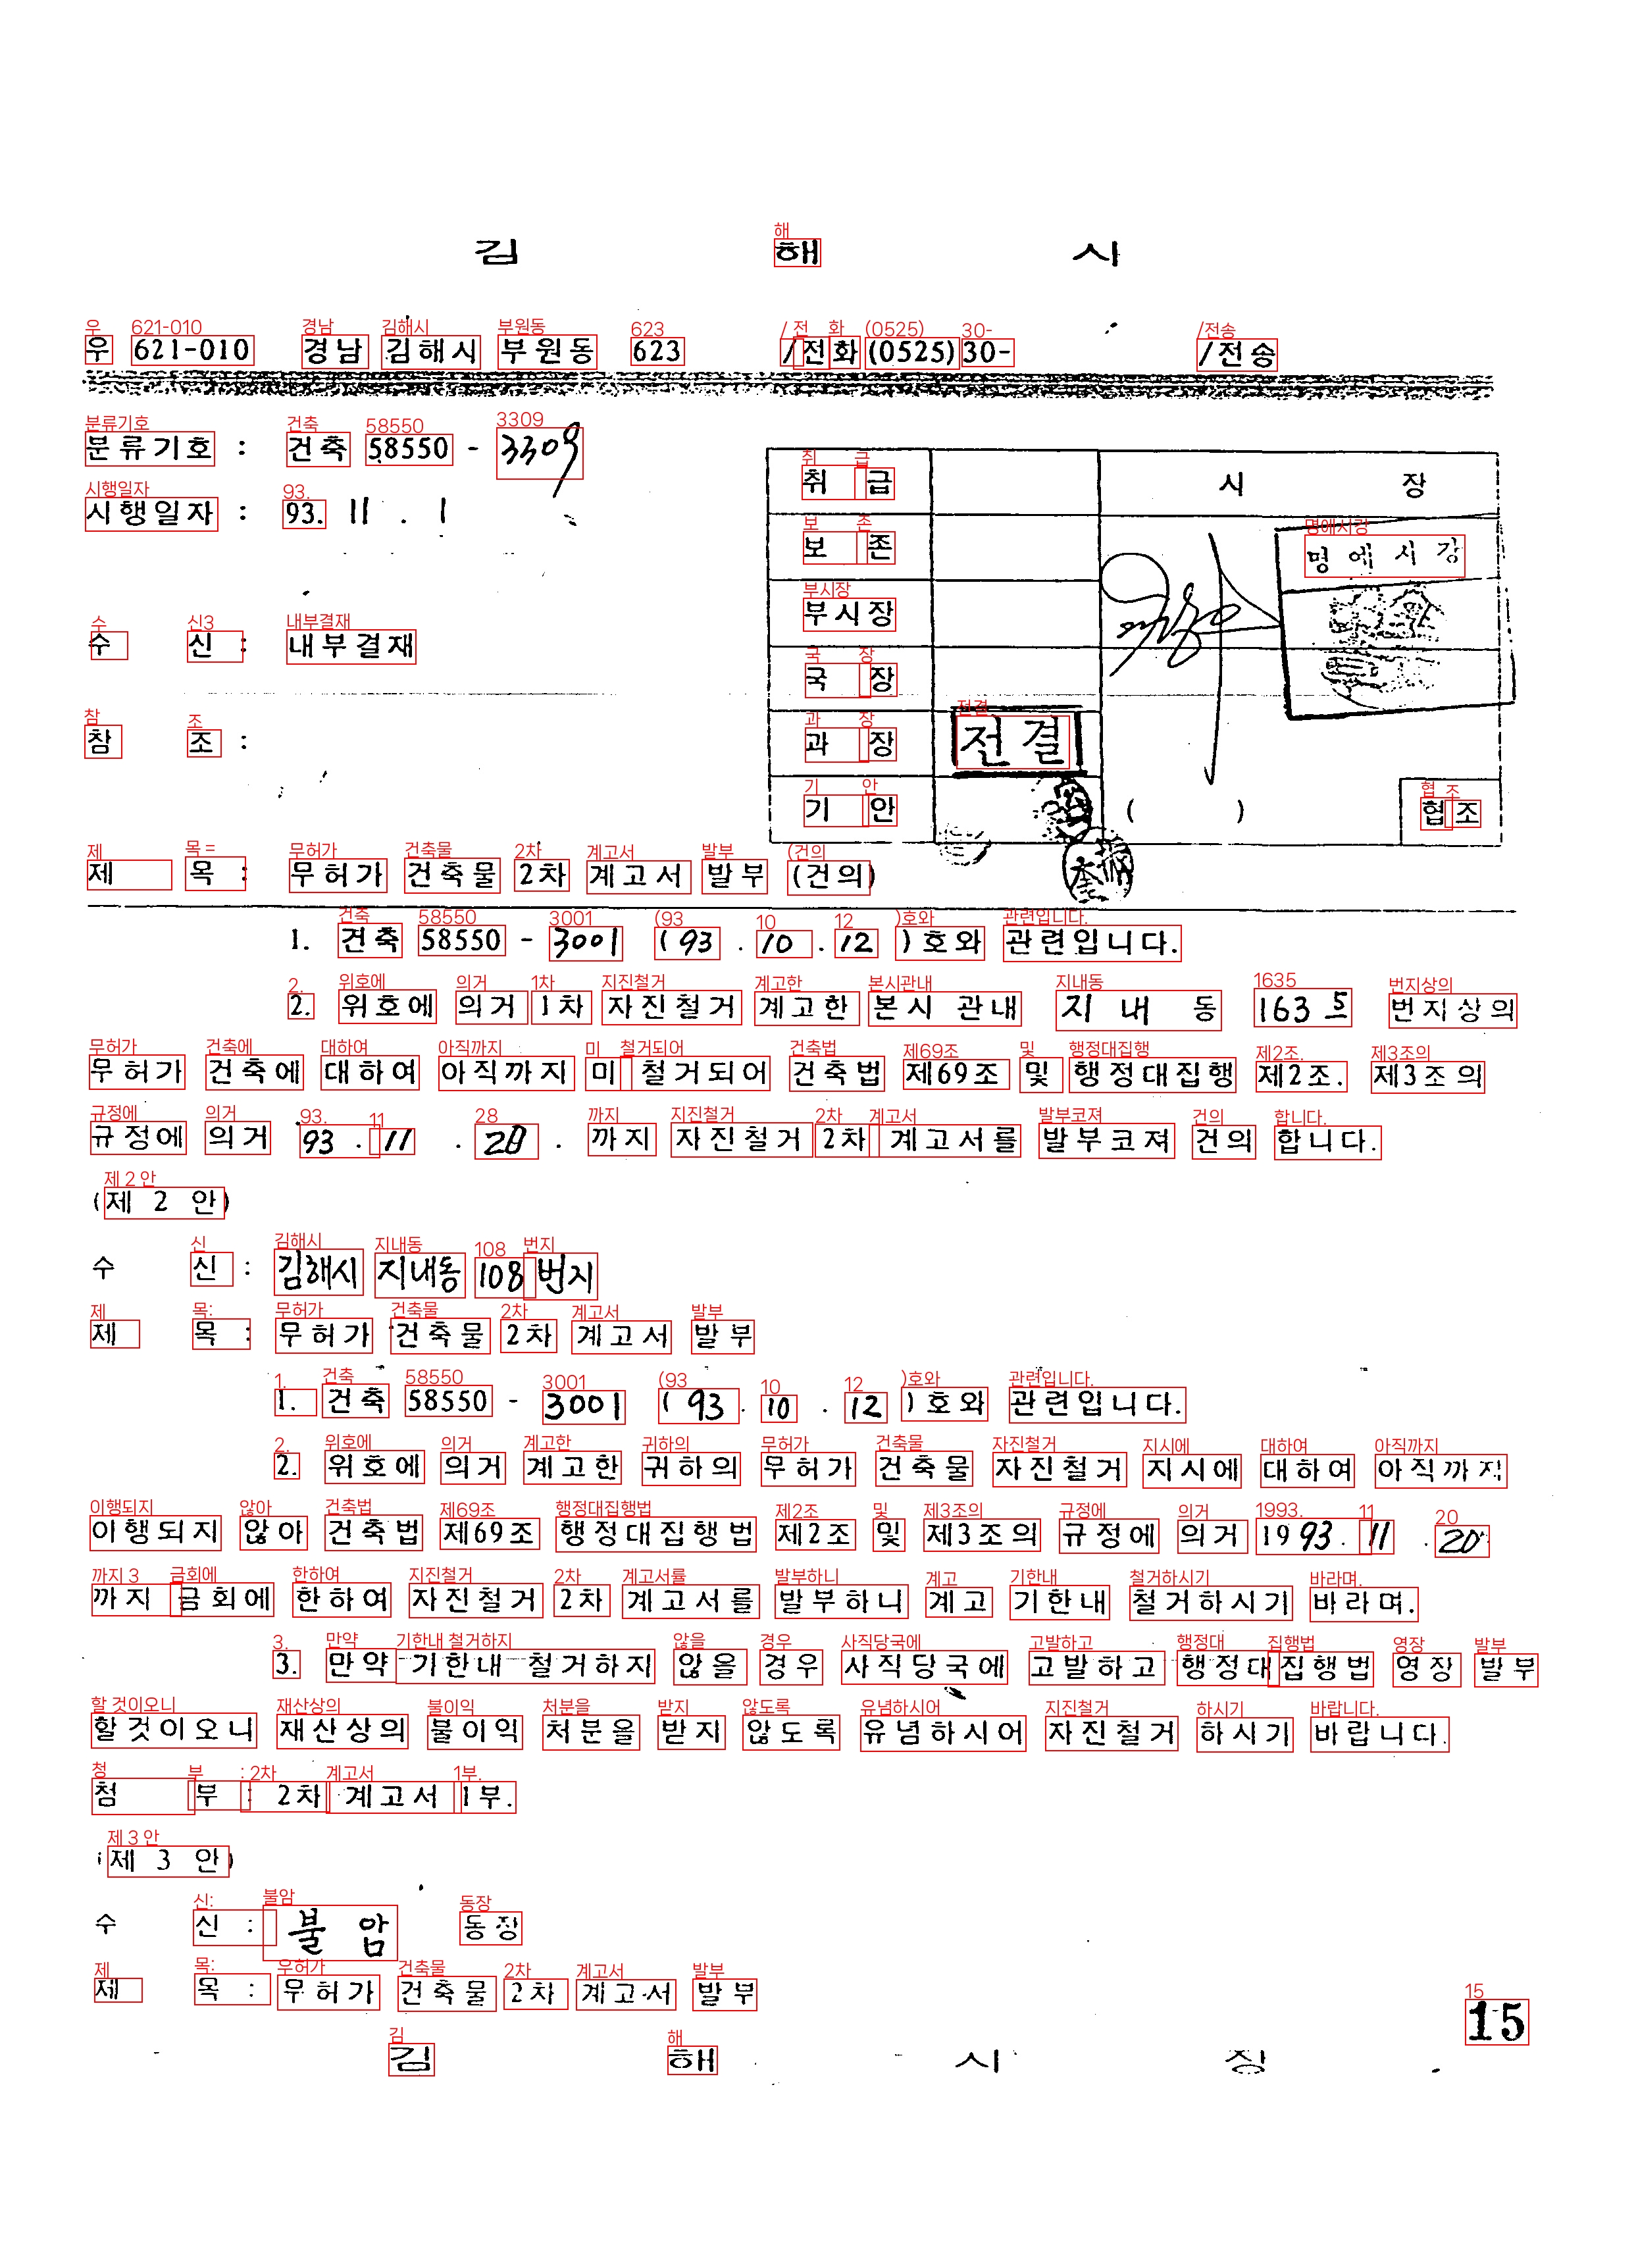 김 해 시
우 621-010 경남 김해시 부원동 623 /전화 (0525) 30- /전송
분류기호 : 건축 58550 - 3309
시행일자 : 93. 11 . 1
수 신 : 내부결재
참 조 :
취 급 시 장
보 존 명예시장
부시장
국 장
과 장 전결
기 안 ( ) 협조
제 목 : 무허가 건축물 2차 계고서 발부 (건의)
1. 건축 58550 - 3001 (93 . 10 . 12 )호와 관련입니다.
2. 위호에 의거 1차 자진철거 계고한 본시 관내 지내동 1635 번지상의
무허가 건축에 대하여 아직까지 미 철거되어 건축법 제69조 및 행정대집행 제2조. 제3조의
규정에 의거 93 . 11 . 20 . 까지 자진철거 2차 계고서를 발부코져 건의 합니다.
(제 2 안)
수 신 : 김해시 지내동 108 번지
제 목 : 무허가 건축물 2차 계고서 발부
1. 건축 58550 - 3001 (93 . 10 . 12 )호와 관련입니다.
2. 위호에 의거 계고한 귀하의 무허가 건축물 자진철거 지시에 대하여 아직까지
이행되지 않아 건축법 제69조 행정대집행법 제2조 및 제3조의 규정에 의거 1993 . 11 . 20
까지 금회에 한하여 자진철거 2차 계고서를 발부하니 계고 기한내 철거하시기 바라며.
3. 만약 기한내 철거하지 않을 경우 사직당국에 고발하고 행정대집행법 영장 발부
할 것이오니 재산상의 불이익 처분을 받지 않도록 유념하시어 자진철거 하시기 바랍니다.
첨 부 : 2차 계고서 1부.
(제 3 안)
수 신 : 불암 동장
제 목 : 무허가 건축물 2차 계고서 발부
15
김 해 시 장